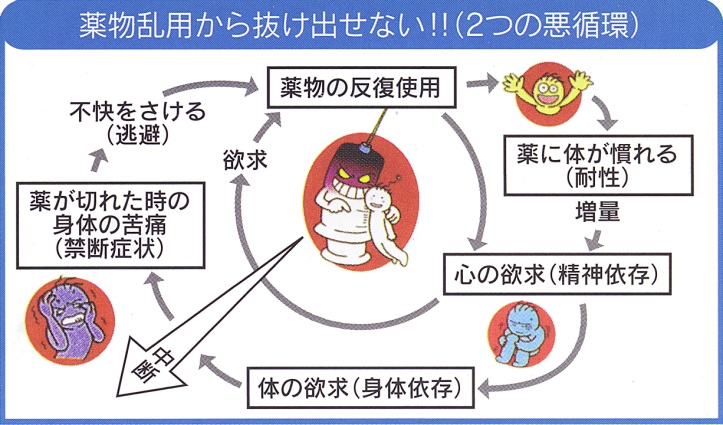 薬物乱用から抜け出せない!!(2つの悪循環)
薬物の反復使用
薬に体が慣れる
(耐性)
増量
心の欲求(精神依存)
体の欲求(身体依存)
中断
薬が切れた時の
身体の苦痛
(禁断症状)
不快をさける
(逃避)
欲求